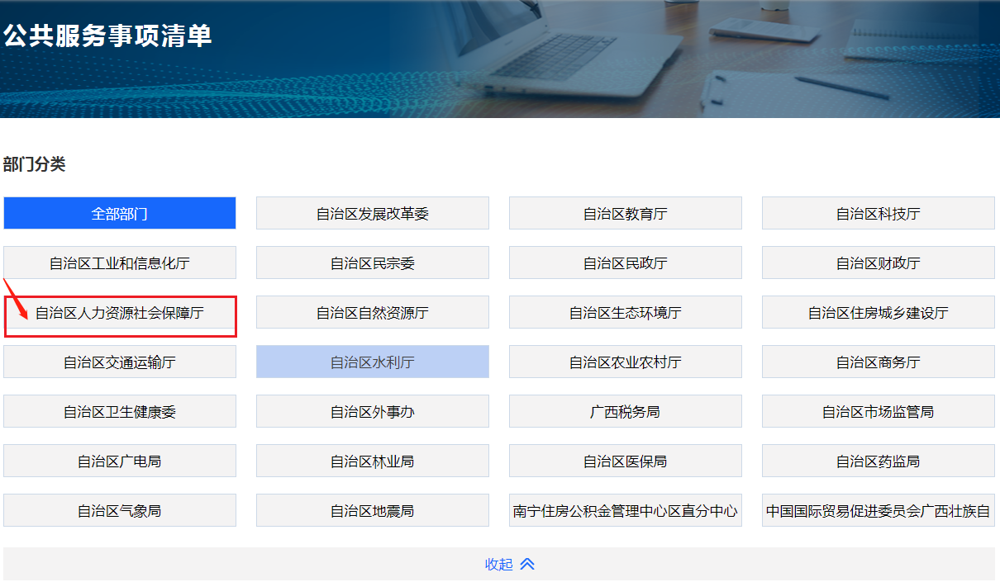 公共服务事项清单
部门分类
全部部门
自治区发展改革委
自治区教育厅
自治区科技厅
自治区工业和信息化厅
自治区民宗委
自治区民政厅
自治区财政厅
自治区人力资源社会保障厅
自治区自然资源厅
自治区生态环境厅
自治区住房城乡建设厅
自治区交通运输厅
自治区水利厅
自治区农业农村厅
自治区商务厅
自治区卫生健康委
自治区外事办
广西税务局
自治区市场监管局
自治区广电局
自治区林业局
自治区医保局
自治区药监局
自治区气象局
自治区地震局
南宁住房公积金管理中心区直分中心
中国国际贸易促进委员会广西壮族自
收起